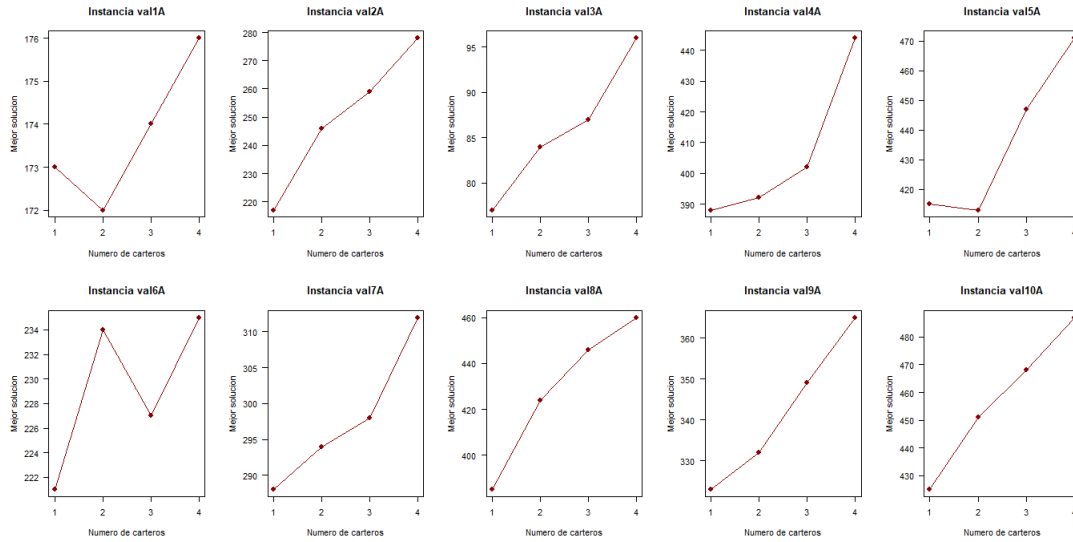 Instancia val1A
Mejor solucion
176
175
174
173
172
1 2 3 4
Numero de carteros
Instancia val2A
Mejor solucion
280
270
260
250
240
230
220
1 2 3 4
Numero de carteros
Instancia val3A
Mejor solucion
95
90
85
80
1 2 3 4
Numero de carteros
Instancia val4A
Mejor solucion
440
430
420
410
400
390
1 2 3 4
Numero de carteros
Instancia val5A
Mejor solucion
470
460
450
440
430
420
1 2 3 4
Numero de carteros
Instancia val6A
Mejor solucion
234
232
230
228
226
224
222
1 2 3 4
Numero de carteros
Instancia val7A
Mejor solucion
310
305
300
295
290
1 2 3 4
Numero de carteros
Instancia val8A
Mejor solucion
460
440
420
400
1 2 3 4
Numero de carteros
Instancia val9A
Mejor solucion
360
350
340
330
1 2 3 4
Numero de carteros
Instancia val10A
Mejor solucion
480
470
460
450
440
430
1 2 3 4
Numero de carteros